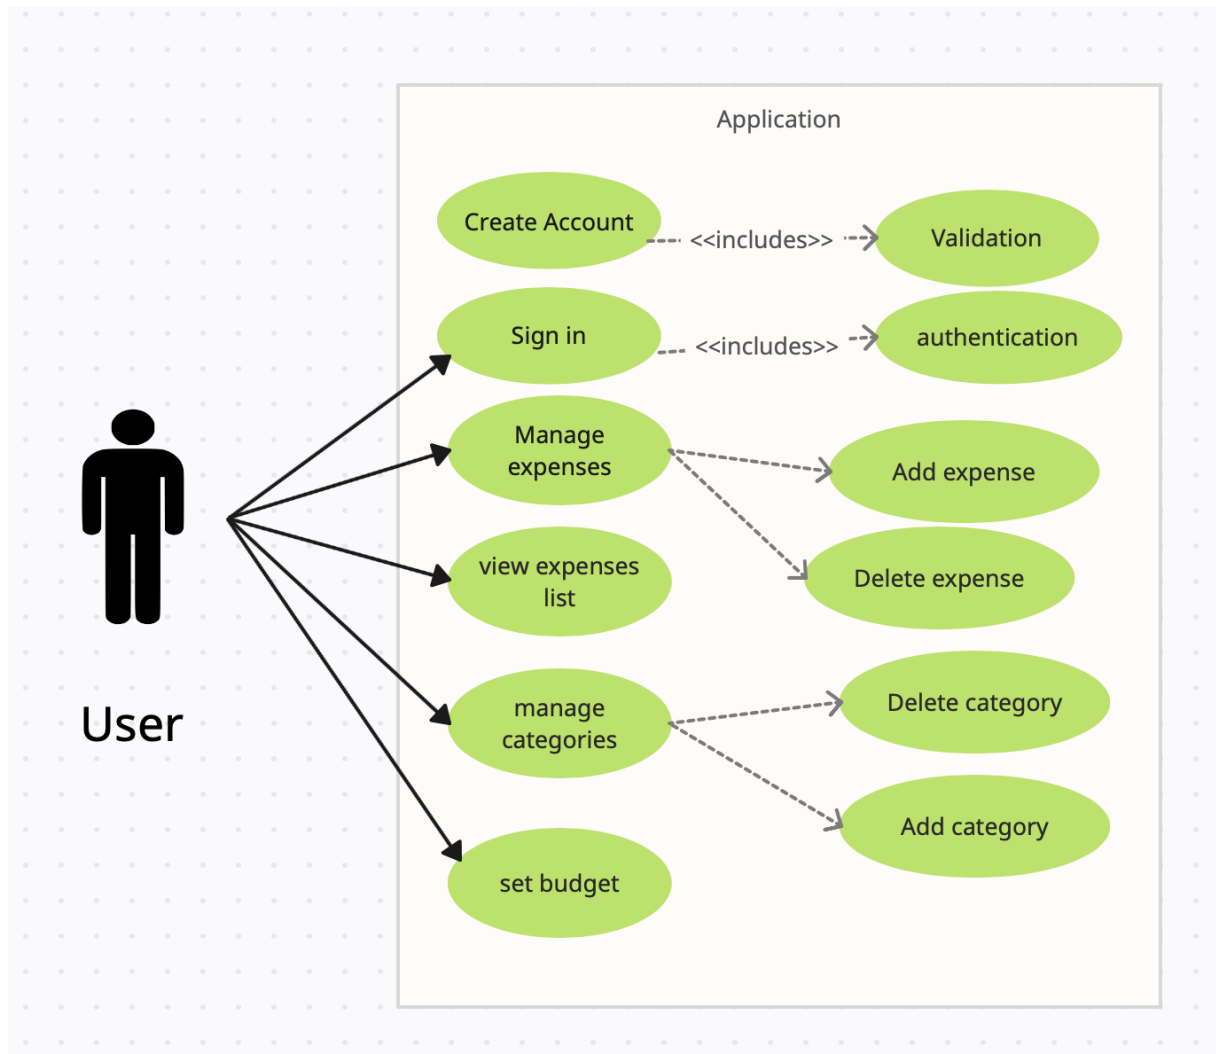 Application
Create Account
<<includes>>
Validation
Sign in
<<includes>>
authentication
Manage
expenses
Add expense
view expenses
list
Delete expense
User
manage
categories
Delete category
Add category
set budget